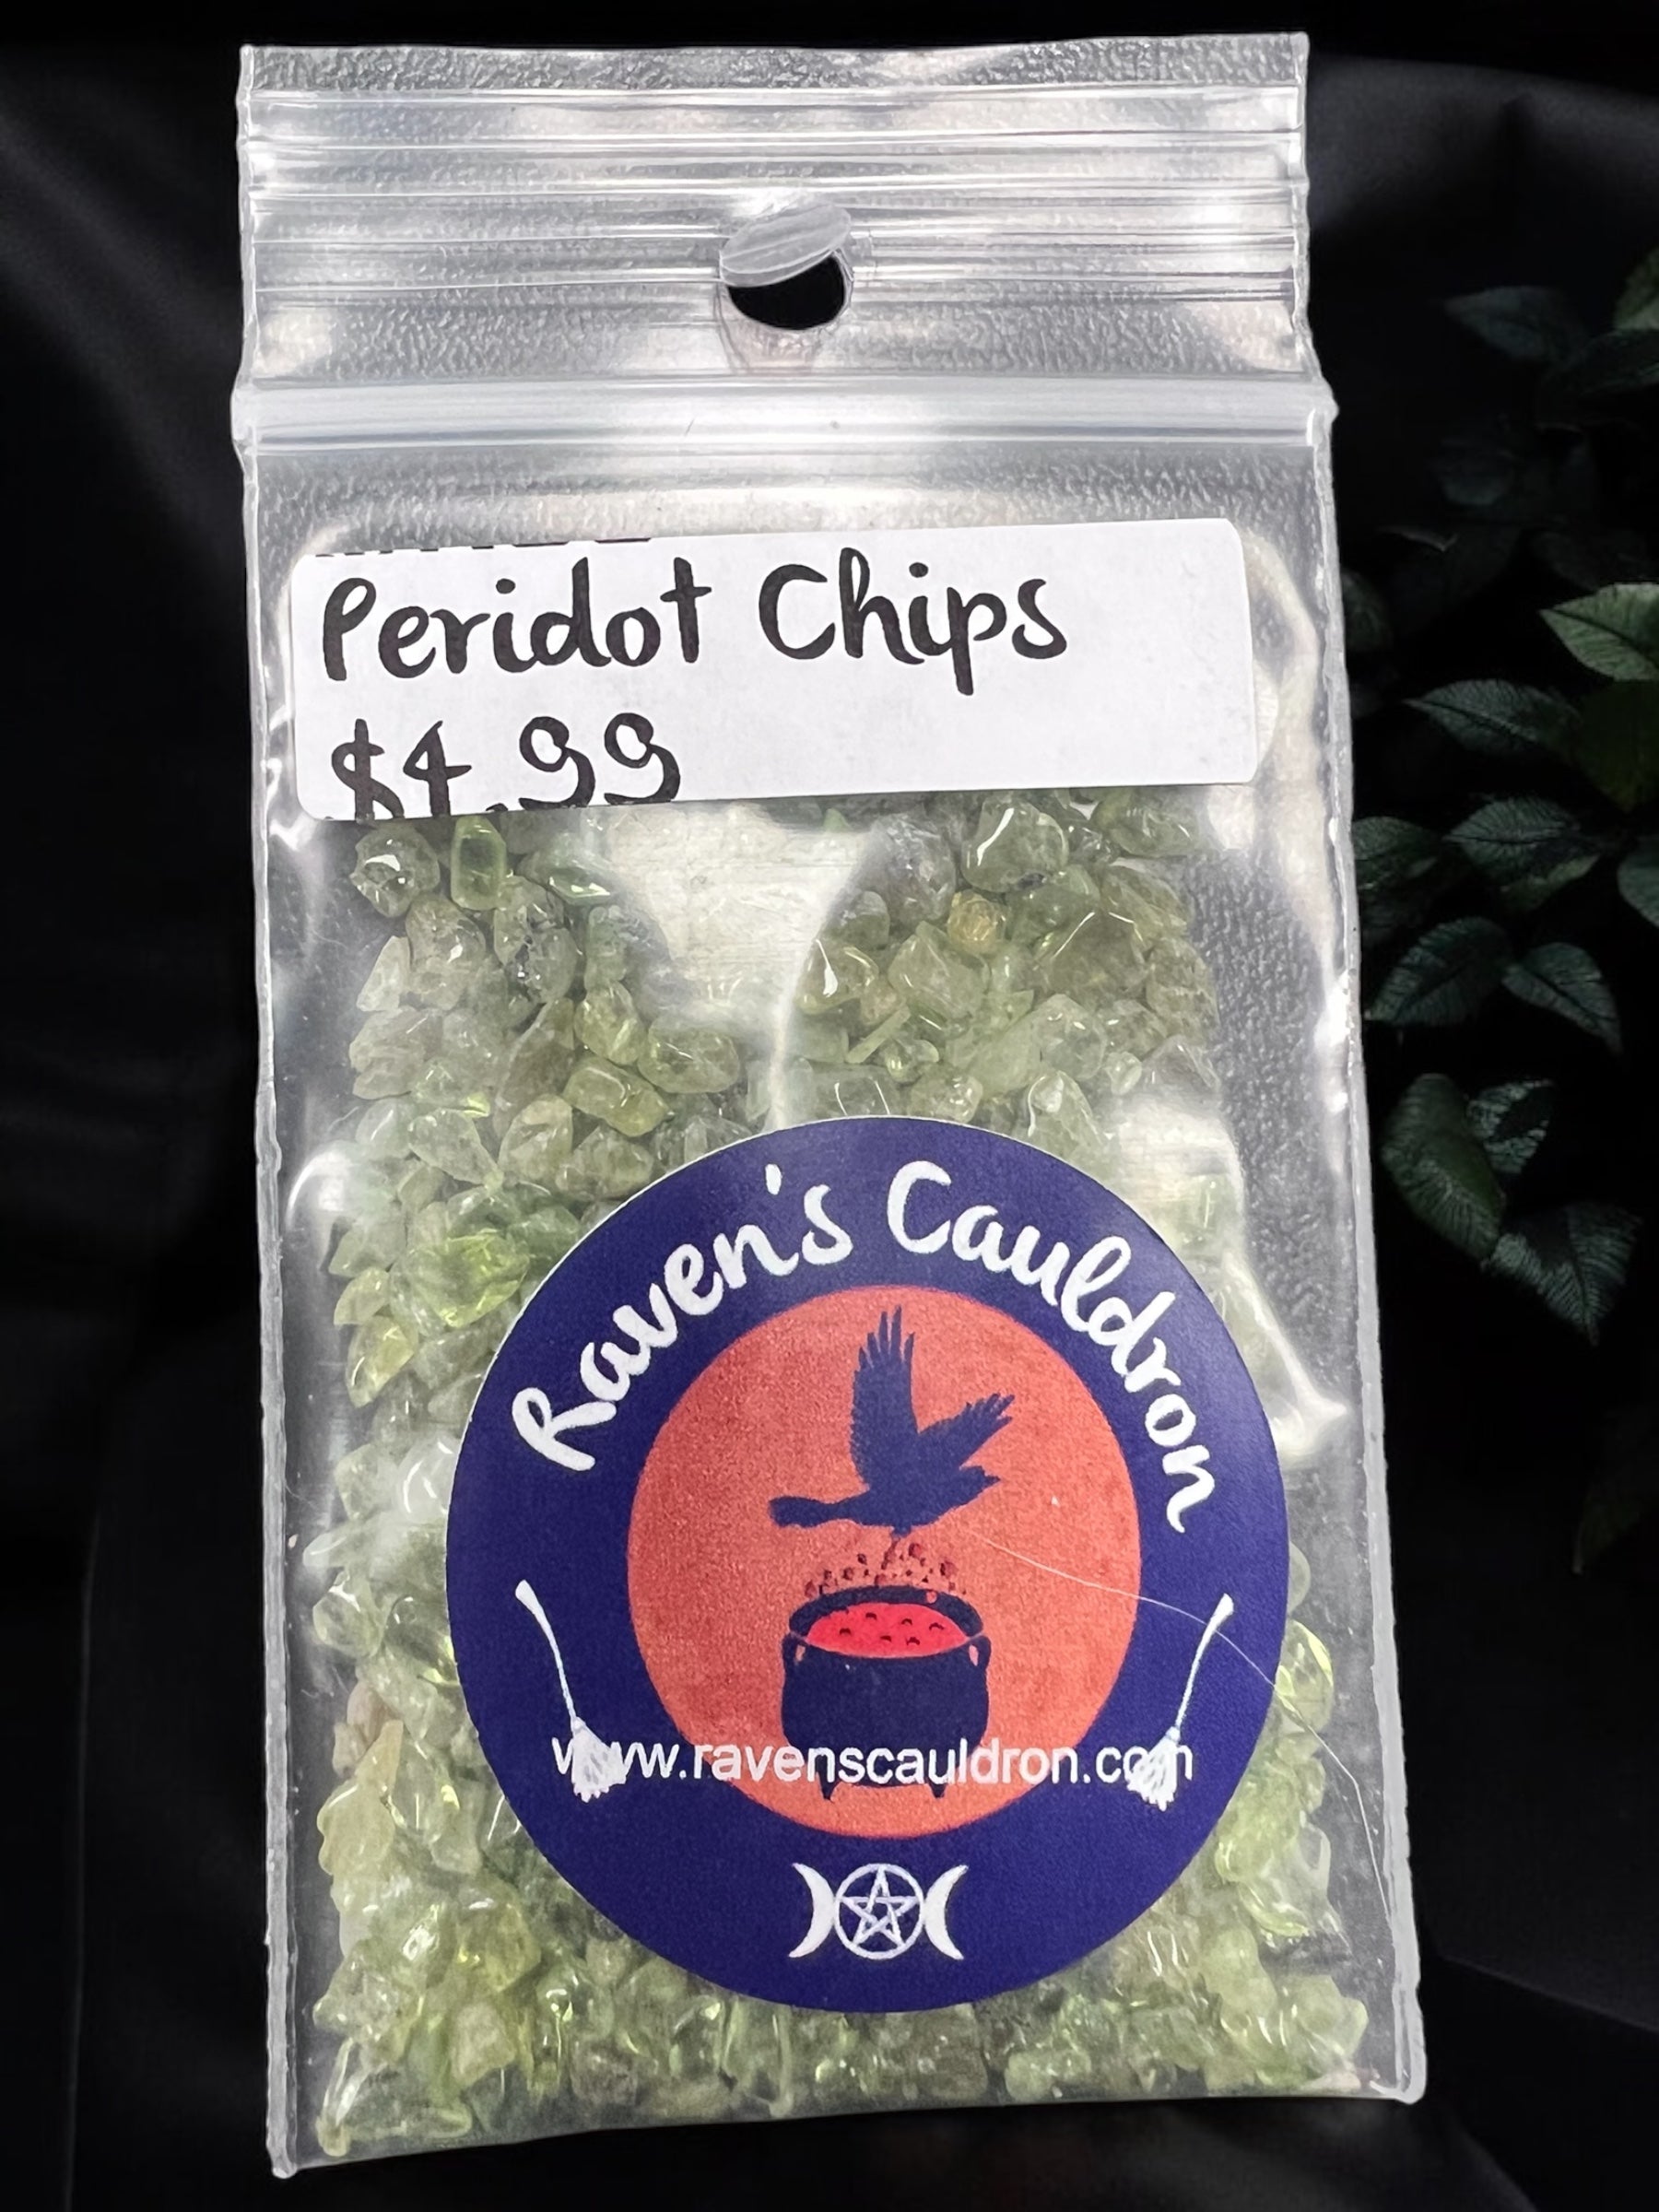 Peridot Chips
$4.99
Raven's Cauldron
www.ravenscauldron.com